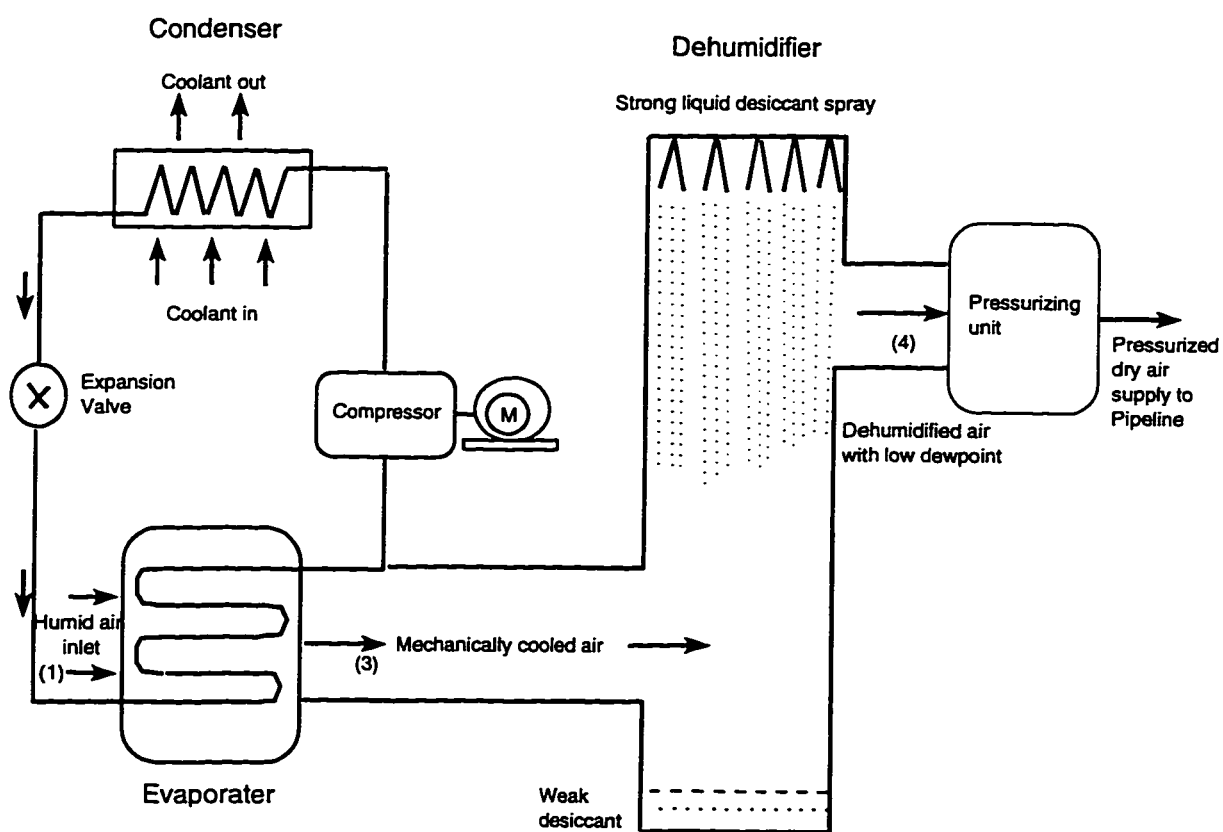 Condenser
Coolant out
Coolant in
Expansion
Valve
Compressor
M
Humid air
inlet
(1)
Evaporater
(3)
Mechanically cooled air
Dehumidifier
Strong liquid desiccant spray
(4)
Pressurizing
unit
Pressurized
dry air
supply to
Pipeline
Dehumidified air
with low dewpoint
Weak
desiccant